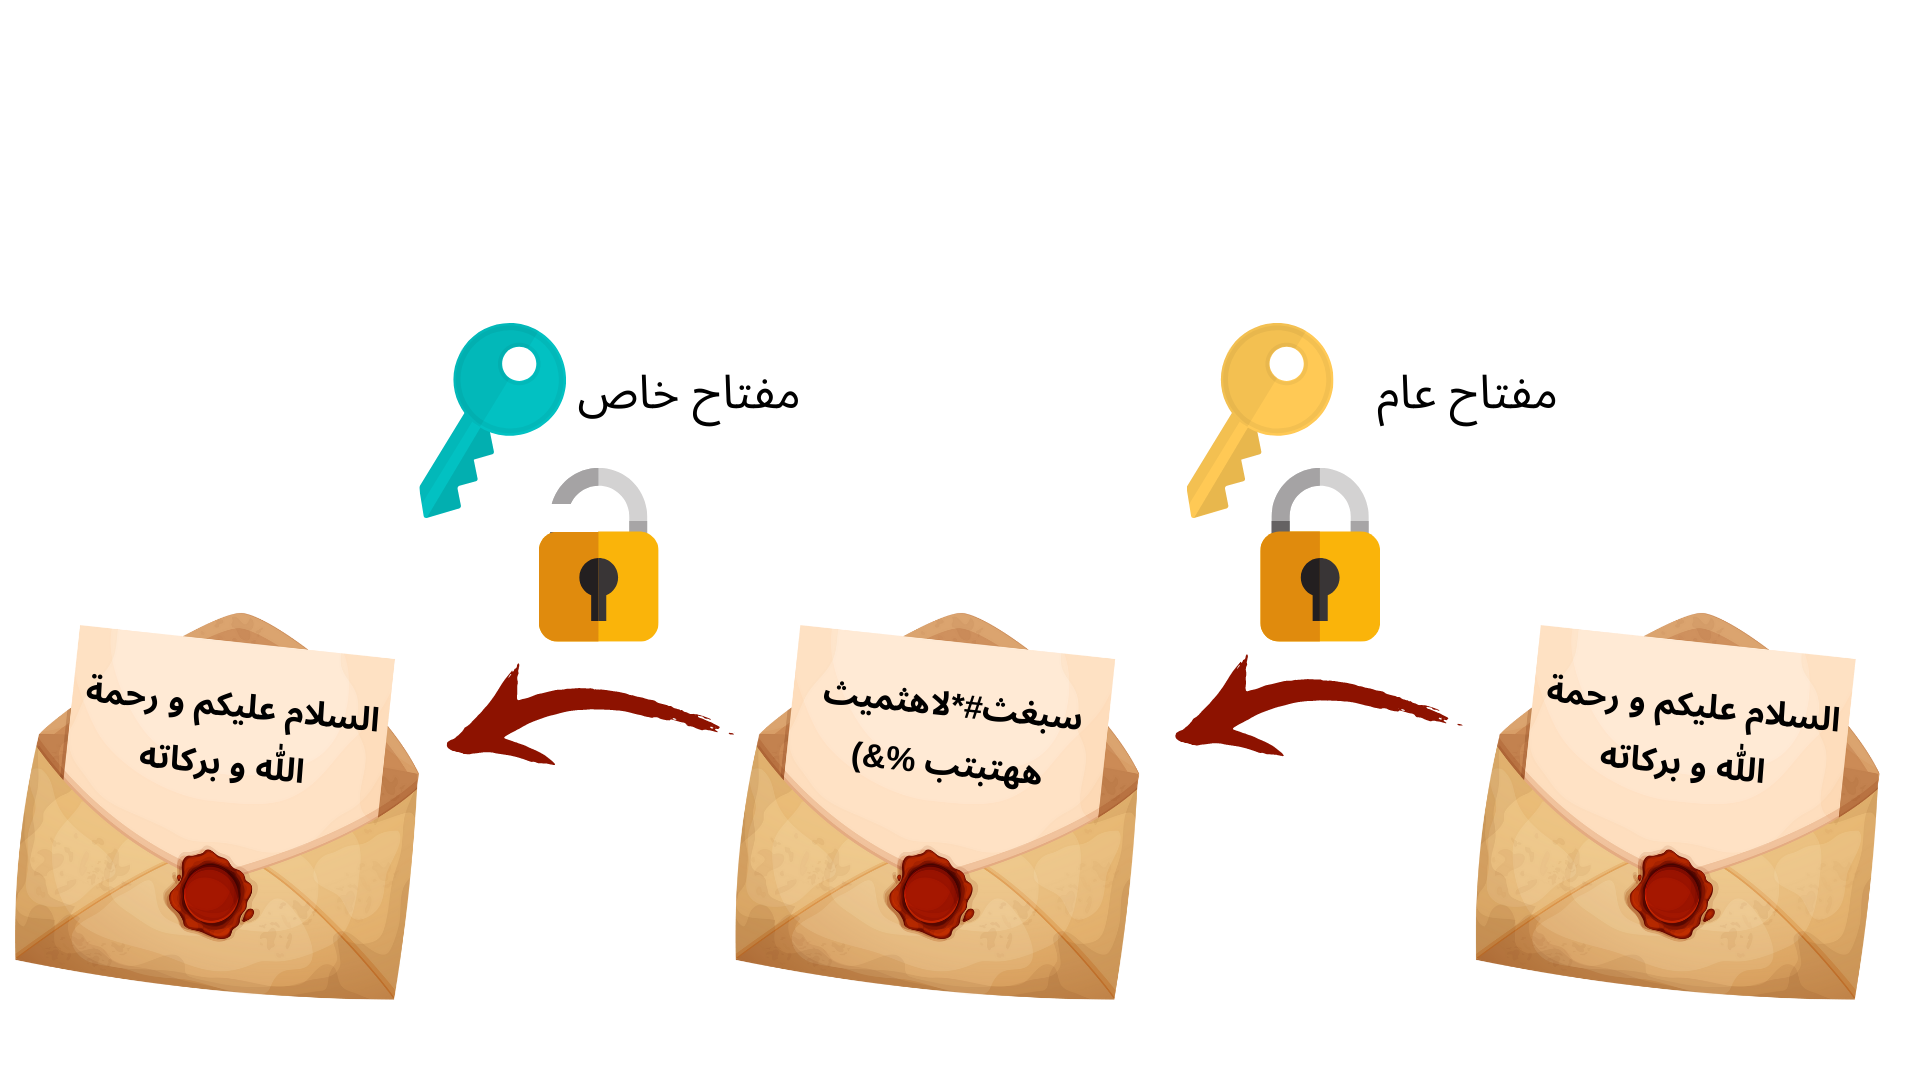 مفتاح عام
مفتاح خاص
السلام عليكم و رحمة
الله و بركاته
سبغث#*لاهثميث
ههتبتب %&)
السلام عليكم و رحمة
الله و بركاته